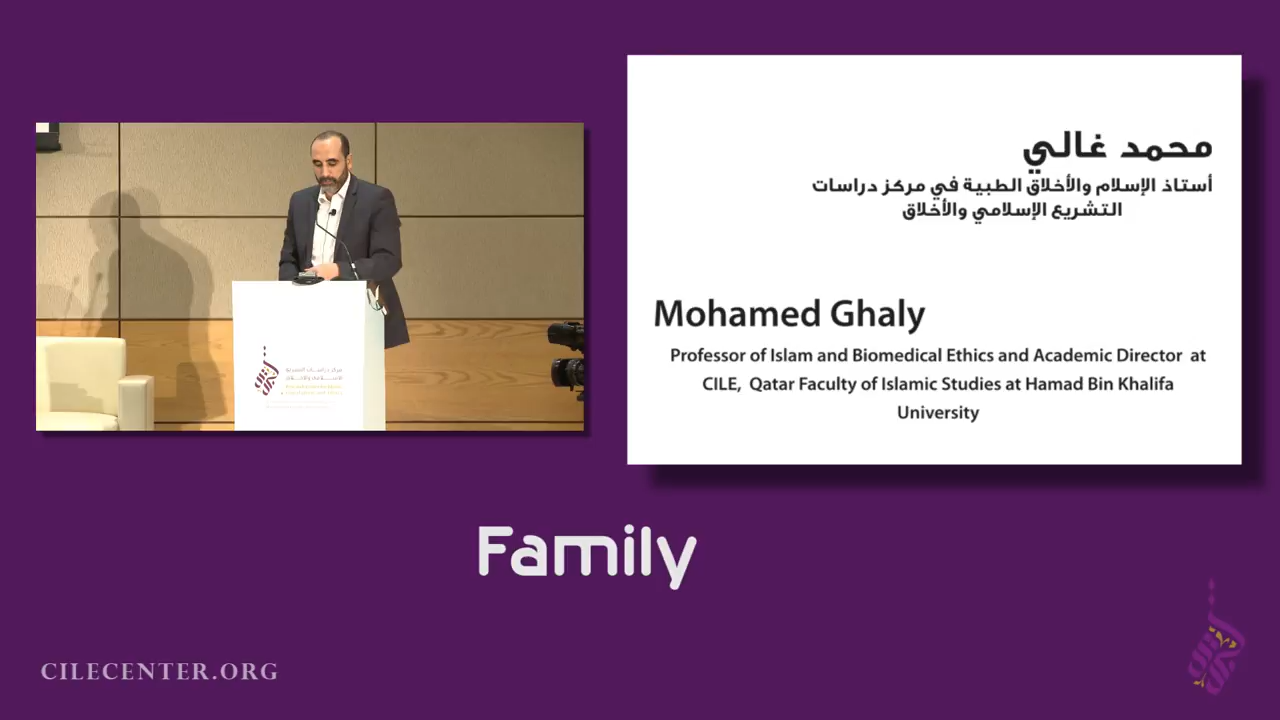 محمد غالي
أستاذ الإسلام والأخلاق الطبية في مركز دراسات
التشريع الإسلامي والأخلاق
Mohamed Ghaly
Professor of Islam and Biomedical Ethics and Academic Director at
CILE, Qatar Faculty of Islamic Studies at Hamad Bin Khalifa
University
Family
CILECENTER.ORG